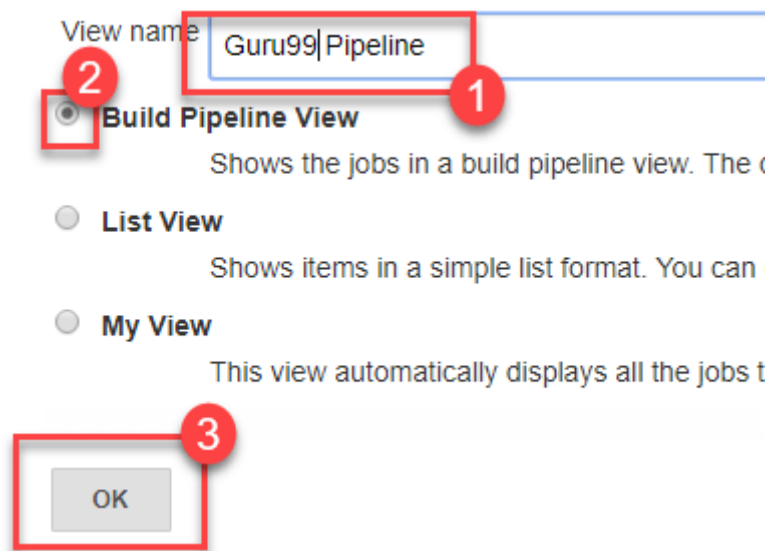 View name
Guru99 Pipeline
1
2
Build Pipeline View
Shows the jobs in a build pipeline view. The
List View
Shows items in a simple list format. You can
My View
This view automatically displays all the jobs
3
OK